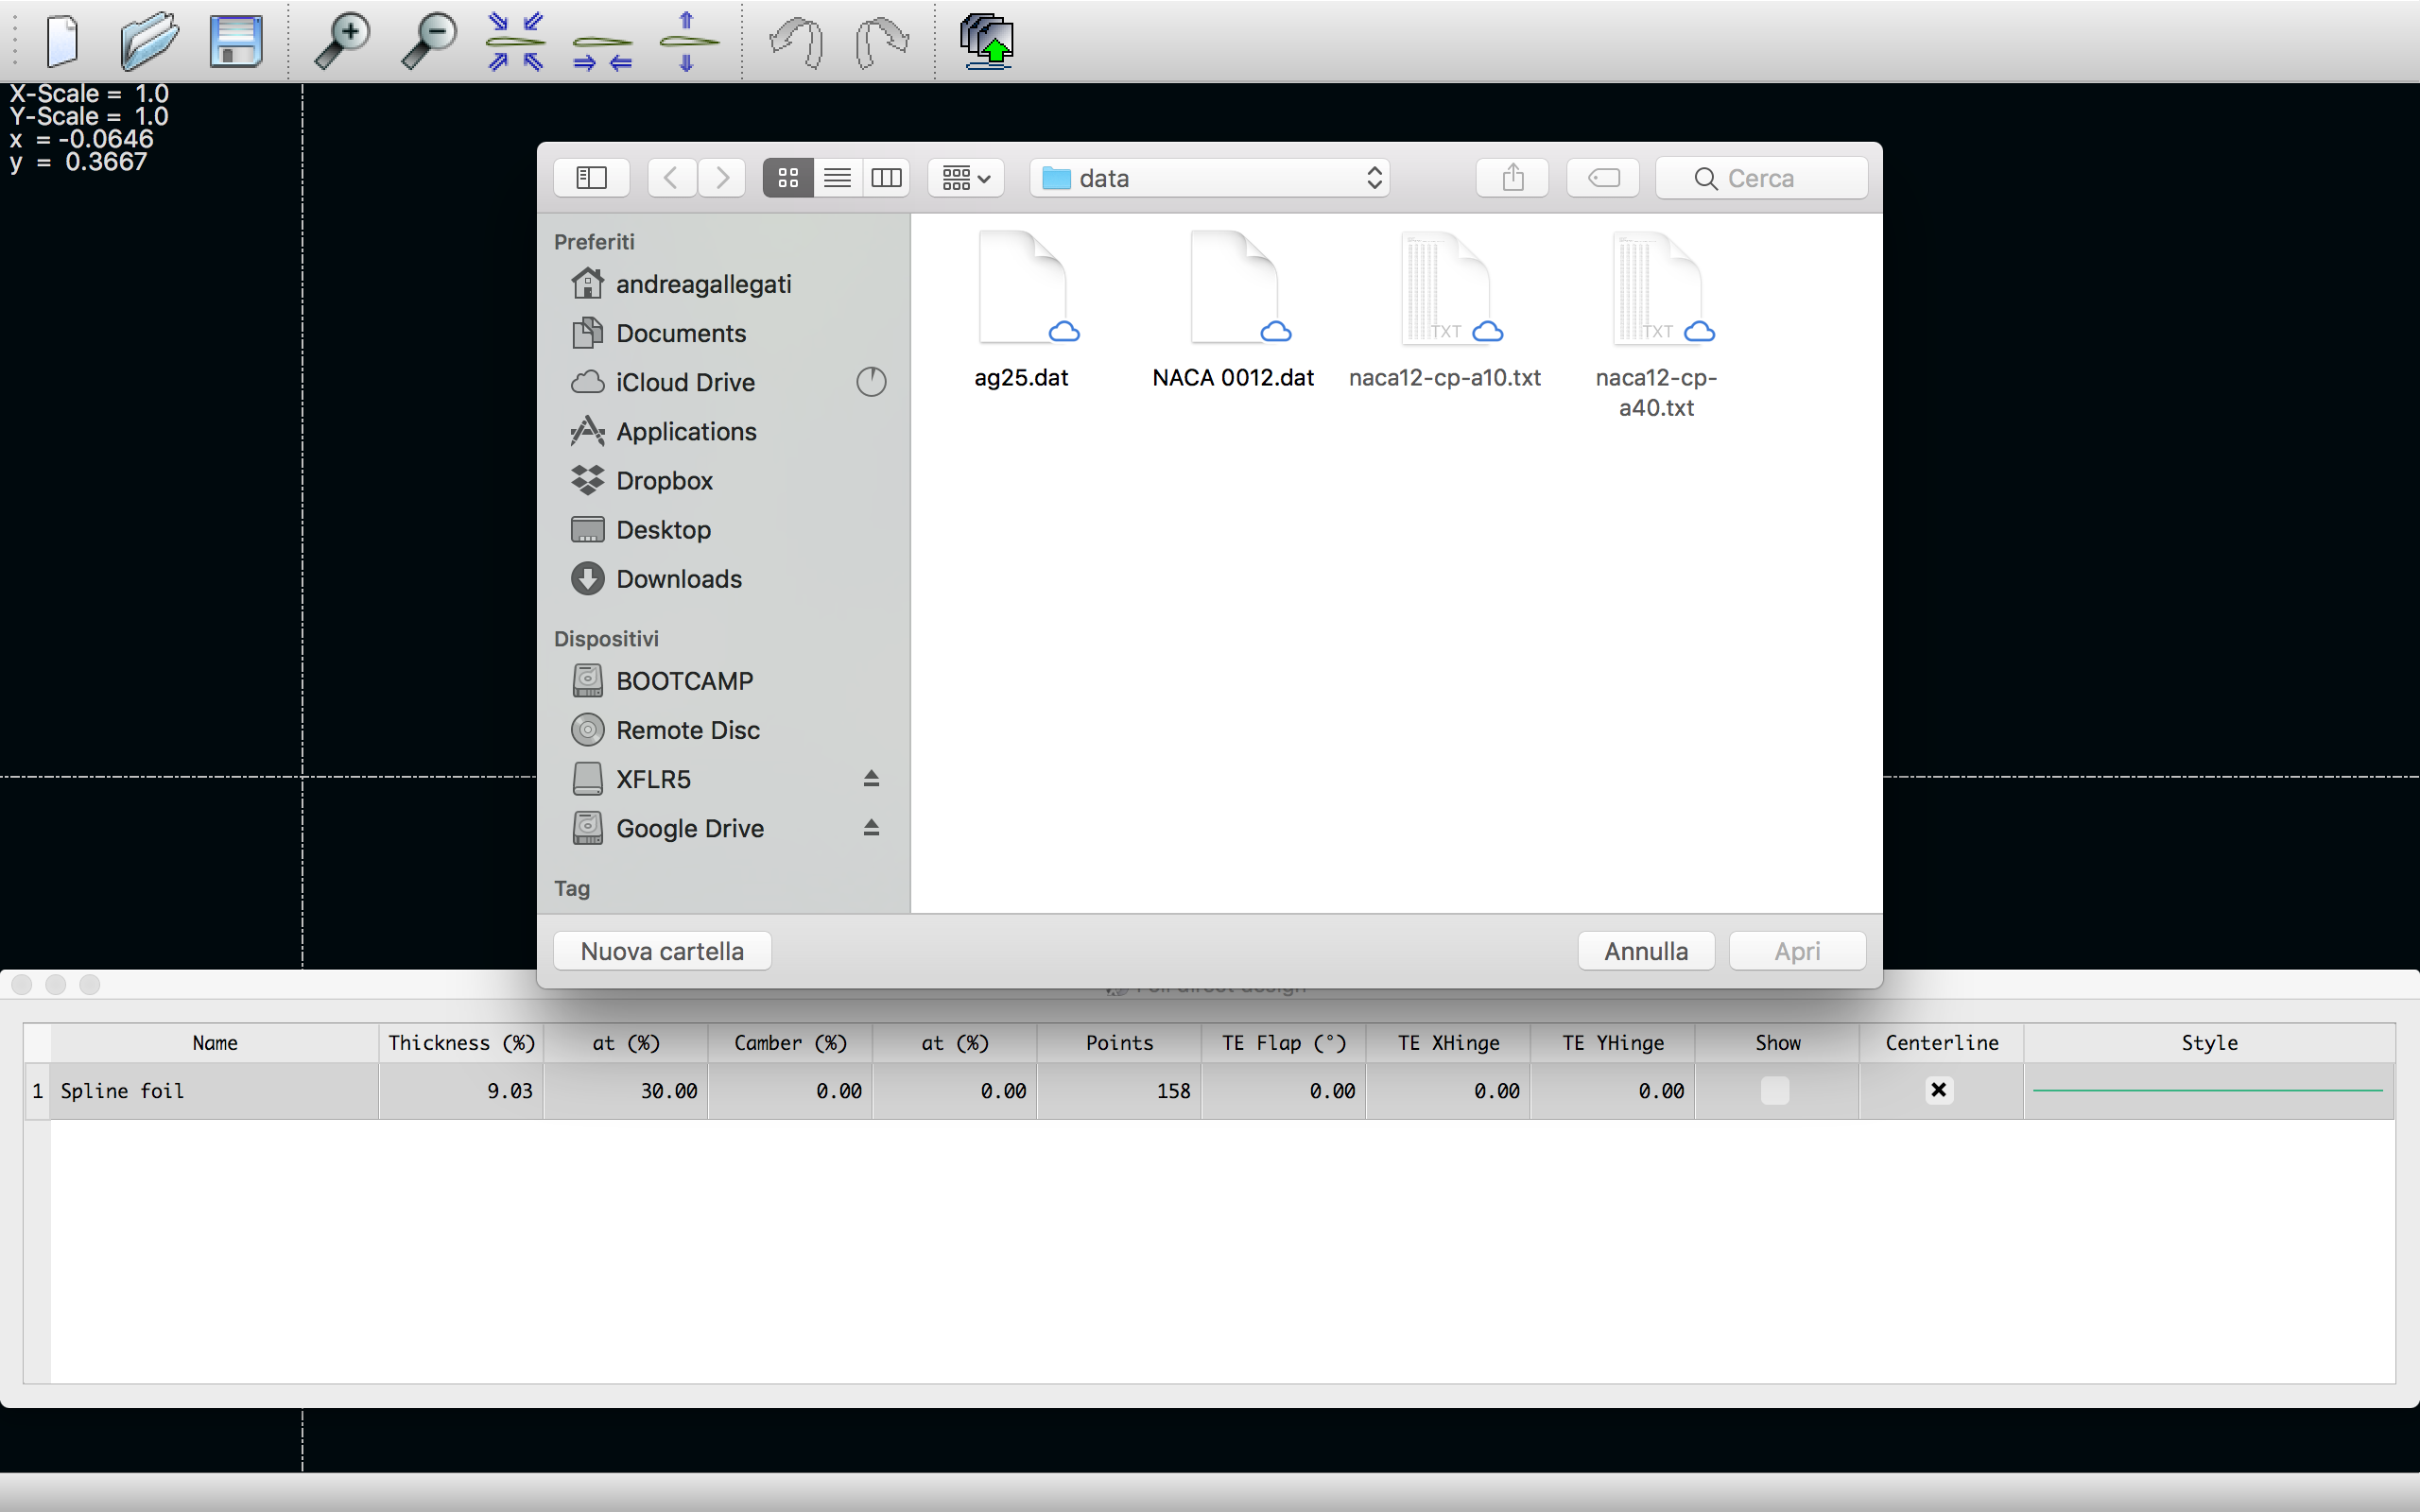 X-Scale = 1.0
Y-Scale = 1.0
x = -0.0646
y = 0.3667
data
Cerca
Preferiti
andreagallegati
Documents
iCloud Drive
Applications
Dropbox
Desktop
Downloads
Dispositivi
BOOTCAMP
Remote Disc
XFLR5
Google Drive
Tag
ag25.dat
NACA 0012.dat
TXT
naca12-cp-a10.txt
TXT
naca12-cp-
a40.txt
Nuova cartella
Annulla
Apri
Name Thickness (%) at (%) Camber (%) at (%) Points TE Flap (°) TE XHinge TE YHinge Show Centerline Style
1 Spline foil 9.03 30.00 0.00 0.00 158 0.00 0.00 0.00